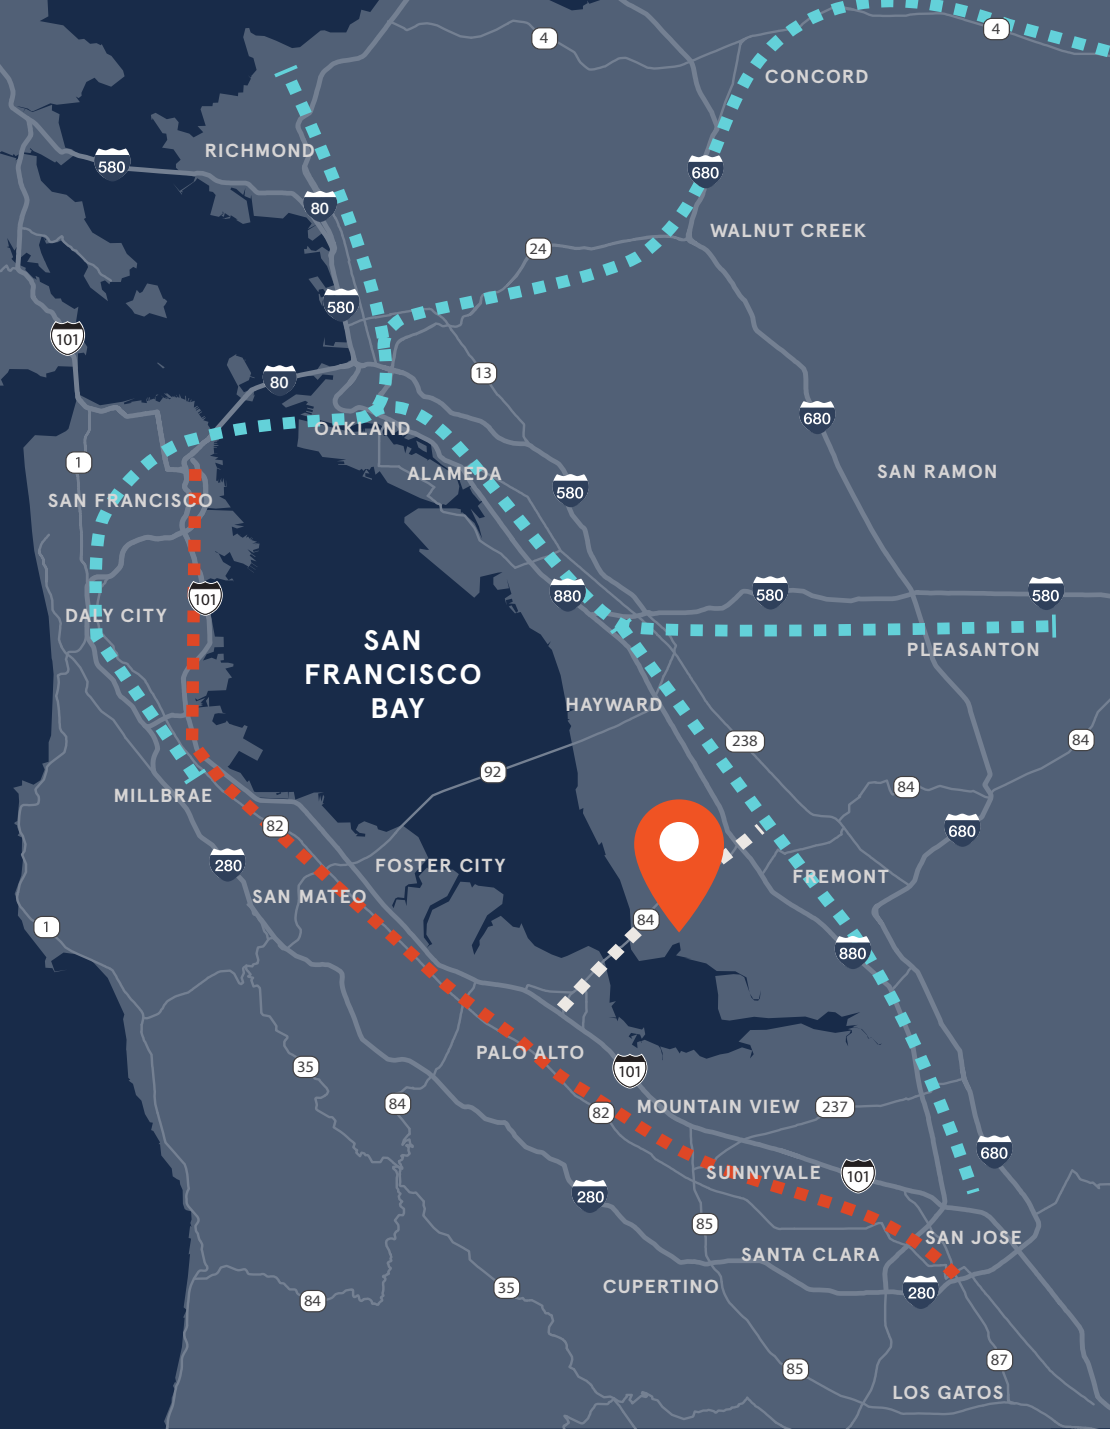 4
4
CONCORD
RICHMOND
580
680
80
WALNUT CREEK
24
580
101
13
80
680
OAKLAND
1
ALAMEDA
SAN RAMON
580
SAN FRANCISCO
880
580
580
101
DALY CITY
SAN
FRANCISCO
BAY
PLEASANTON
HAYWARD
238
84
92
84
MILLBRAE
82
680
280
FOSTER CITY
FREMONT
SAN MATEO
84
1
880
PALO ALTO
35
101
84
82
MOUNTAIN VIEW
237
680
SUNNYVALE
101
280
85
SAN JOSE
SANTA CLARA
35
CUPERTINO
280
84
87
85
LOS GATOS